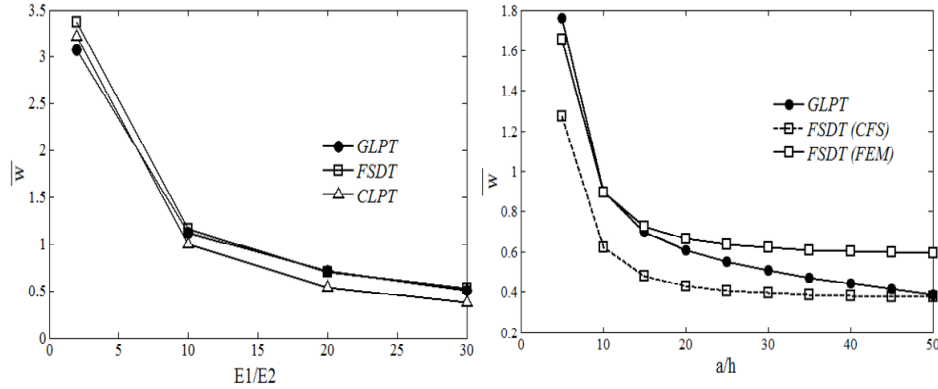 3.5
3
2.5
2
1.5
1
0.5
0
0 5 10 15 20 25 30
w
E1/E2
GLPT
FSDT
CLPT
1.8
1.6
1.4
1.2
1
0.8
0.6
0.4
0.2
0 10 20 30 40 50
w
a/h
GLPT
FSDT (CFS)
FSDT (FEM)